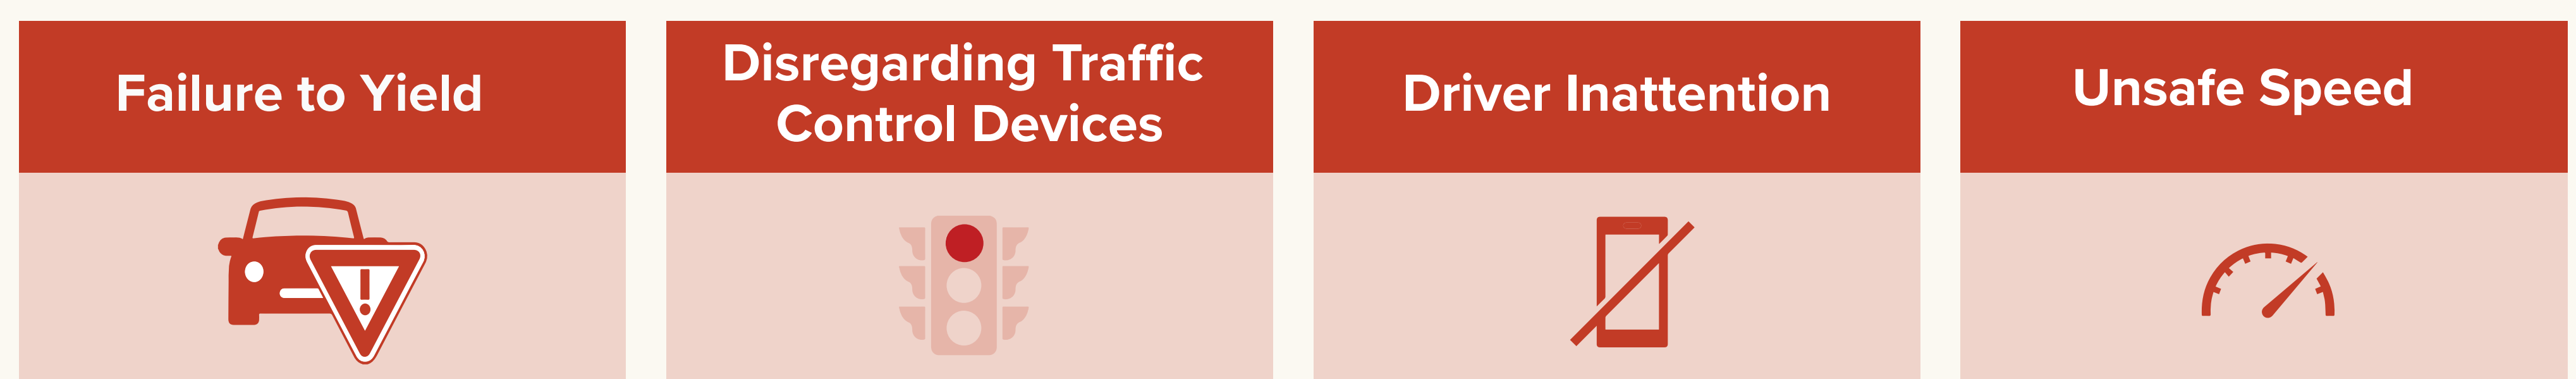 Failure to Yield
Disregarding Traffic
Control Devices
Driver Inattention
Unsafe Speed
!